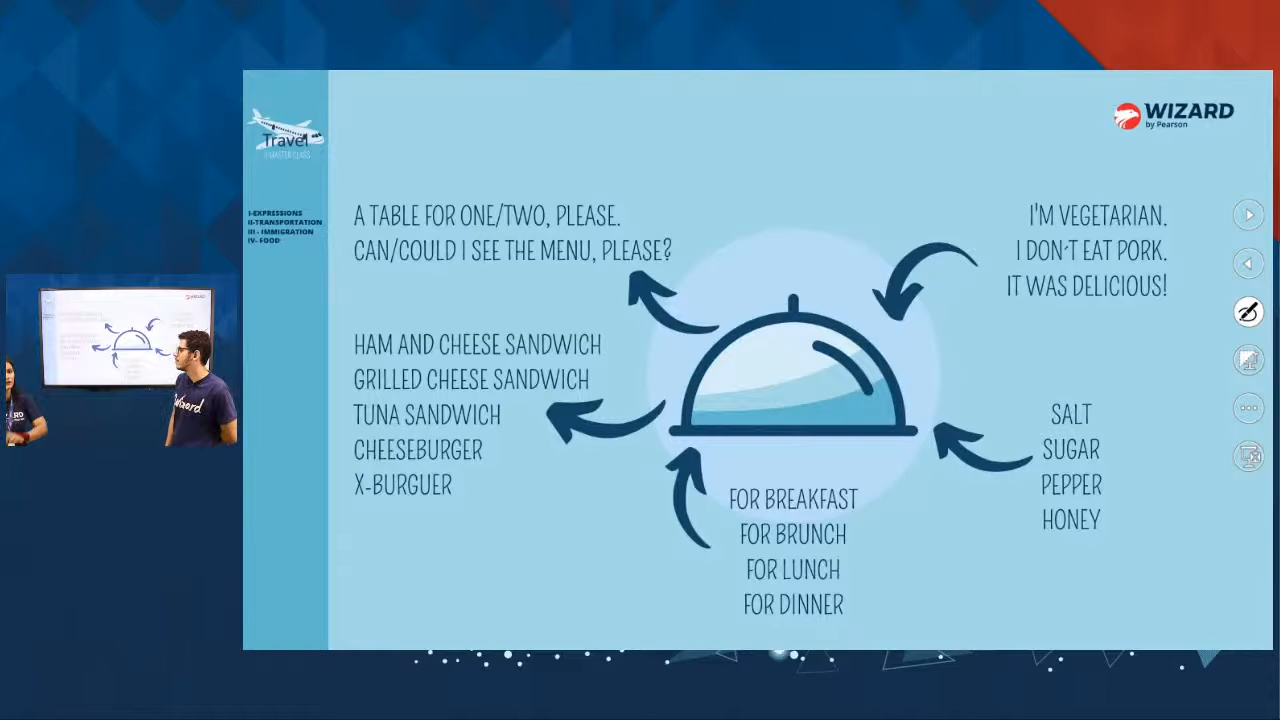 WIZARD
by Pearson
Travel
MASTER CLASS
I-EXPRESSIONS
II-TRANSPORTATION
III - IMMIGRATION
IV- FOOD
A TABLE FOR ONE/TWO, PLEASE.
CAN/COULD I SEE THE MENU, PLEASE?
I'M VEGETARIAN.
I DON´T EAT PORK.
IT WAS DELICIOUS!
HAM AND CHEESE SANDWICH
GRILLED CHEESE SANDWICH
TUNA SANDWICH
CHEESEBURGER
X-BURGUER
SALT
SUGAR
PEPPER
HONEY
FOR BREAKFAST
FOR BRUNCH
FOR LUNCH
FOR DINNER